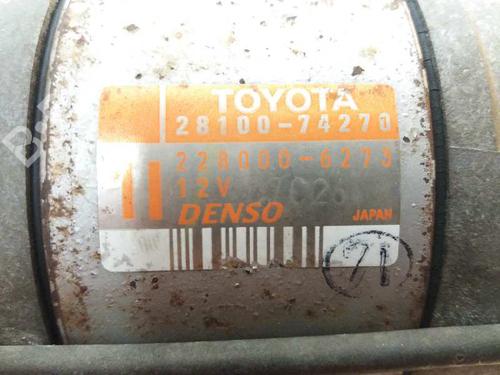 TOYOTA
28100-74270
228000-6273
12V
DENSO
JAPAN
71